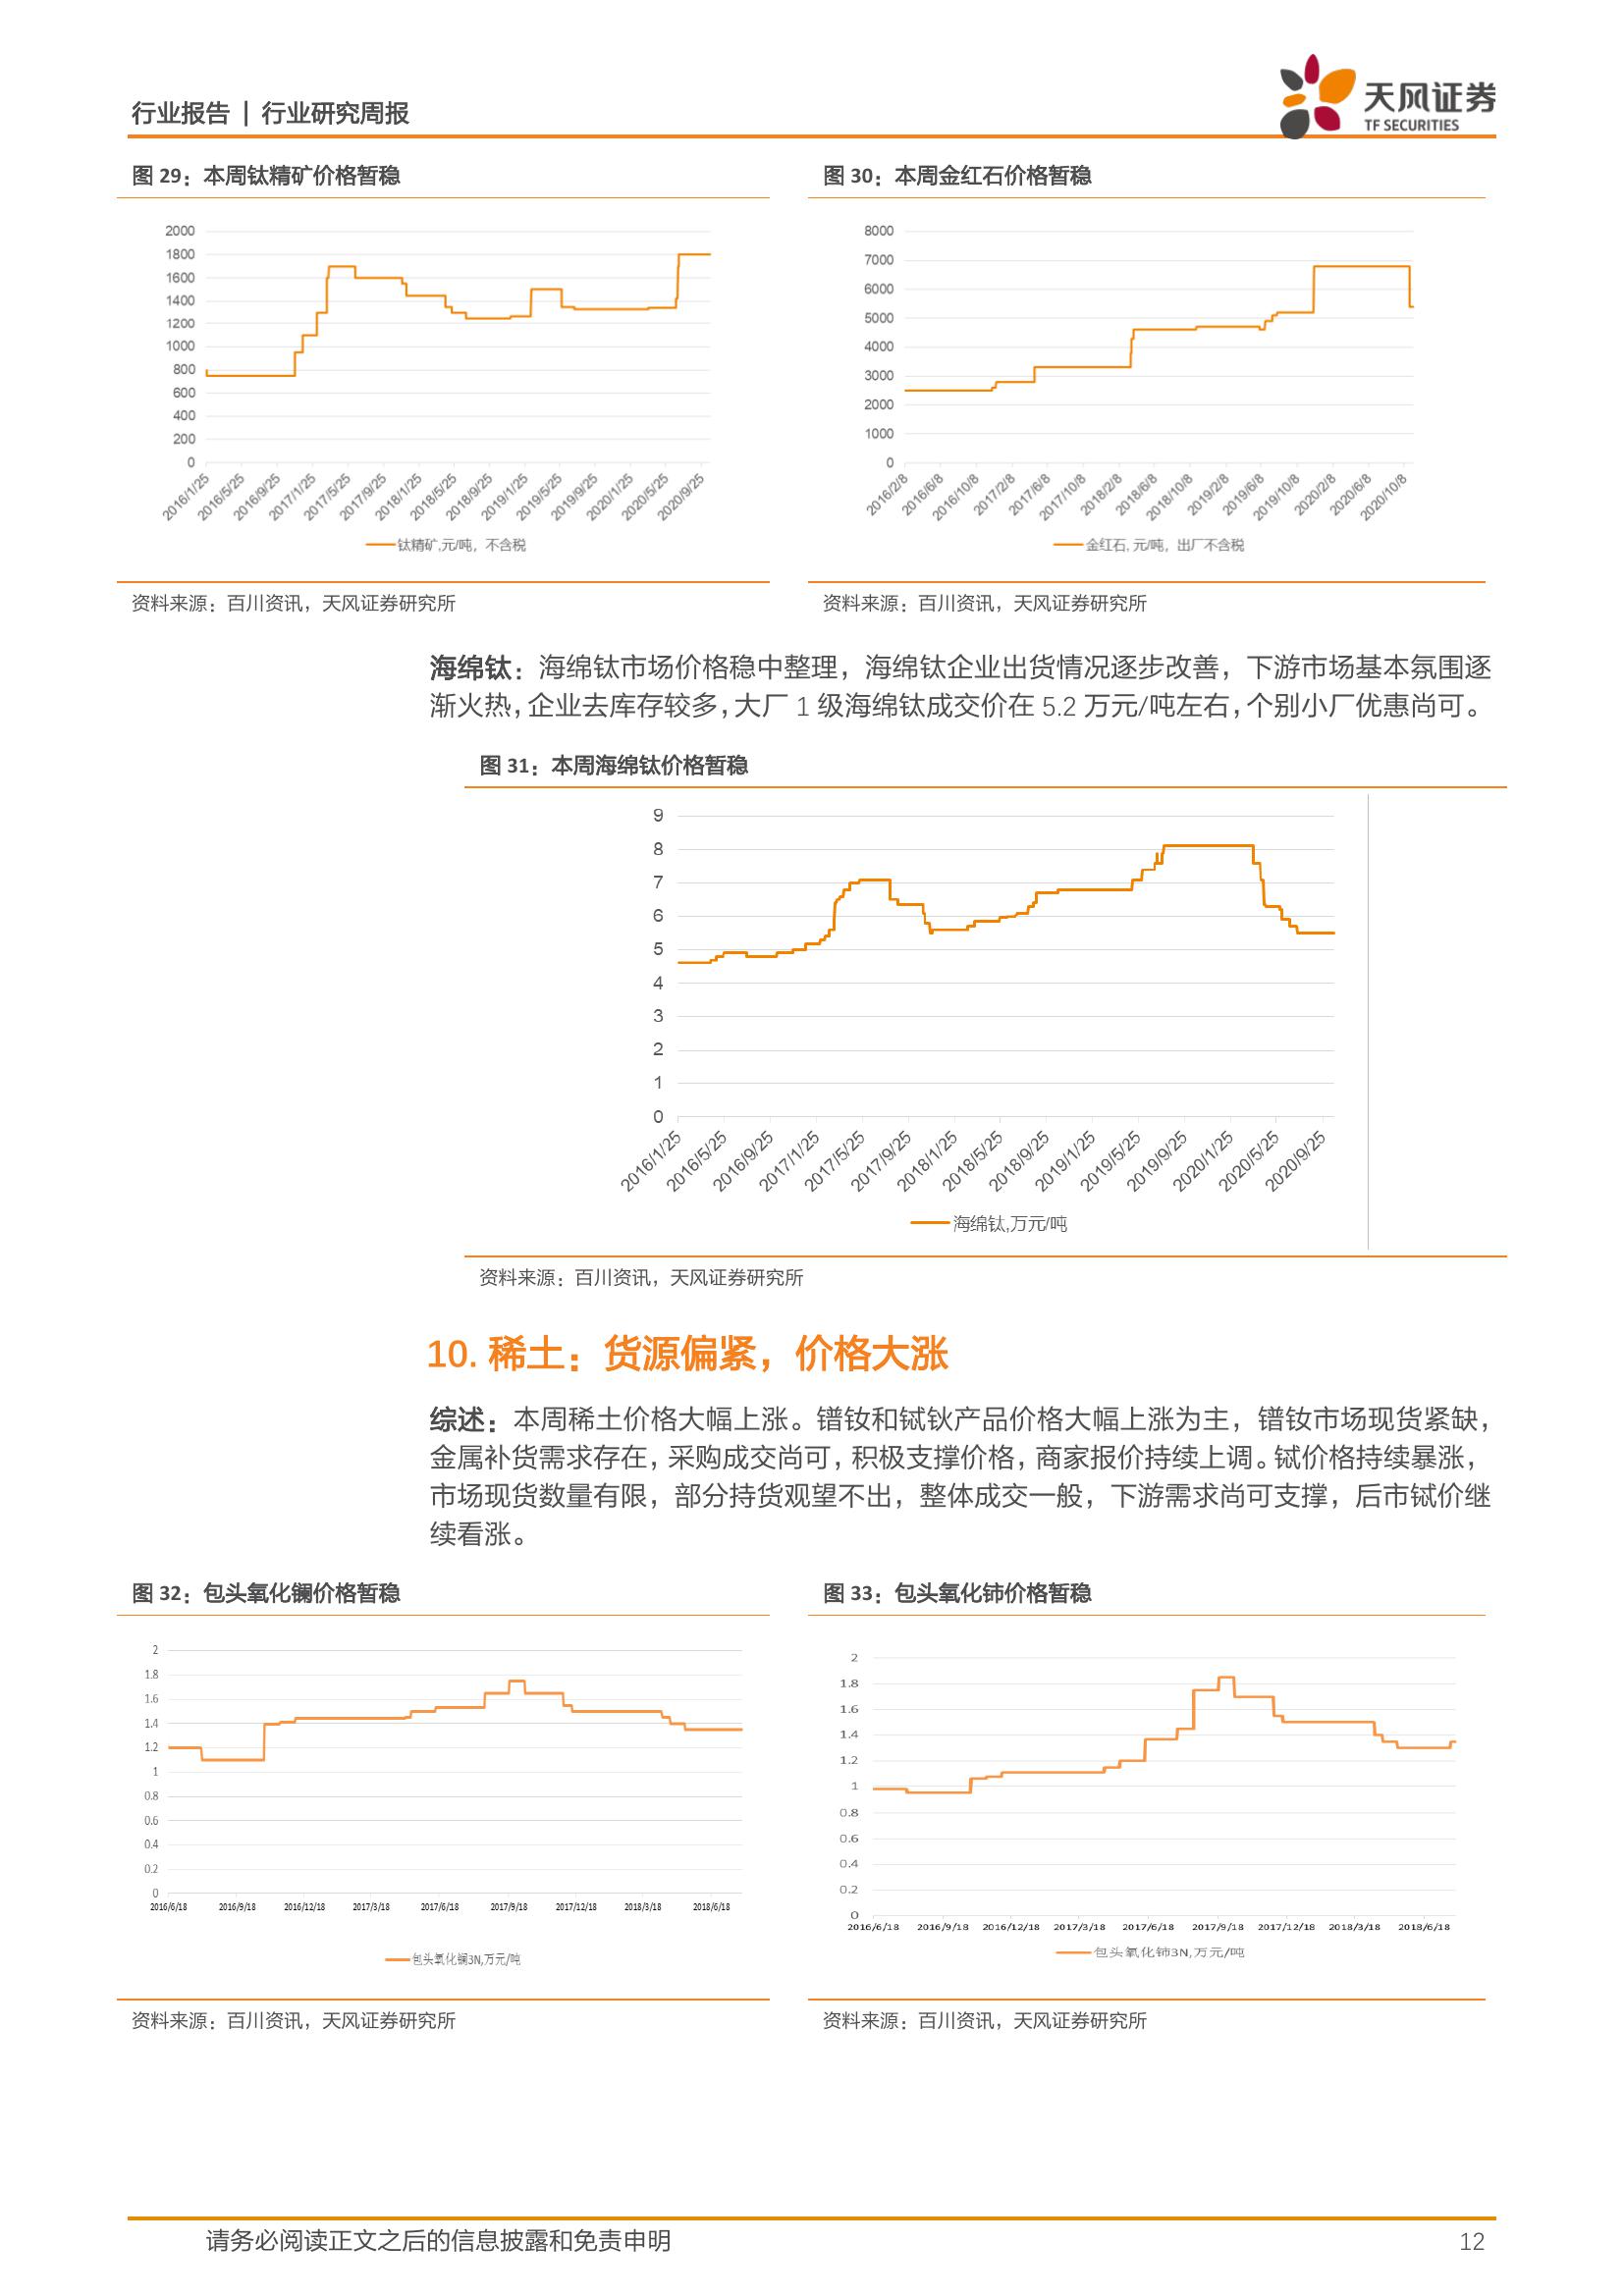 行业报告 | 行业研究周报
天风证券
TF SECURITIES
图 29：本周钛精矿价格暂稳
2000
1800
1600
1400
1200
1000
800
600
400
200
0
2016/1/25 2016/5/25 2016/9/25 2017/1/25 2017/5/25 2017/9/25 2018/1/25 2018/5/25 2018/9/25 2019/1/25 2019/5/25 2019/9/25 2020/1/25 2020/5/25 2020/9/25
钛精矿,元/吨，不含税
资料来源：百川资讯，天风证券研究所
图 30：本周金红石价格暂稳
8000
7000
6000
5000
4000
3000
2000
1000
0
2016/2/8 2016/6/8 2016/10/8 2017/2/8 2017/6/8 2017/10/8 2018/2/8 2018/6/8 2018/10/8 2019/2/8 2019/6/8 2019/10/8 2020/2/8 2020/6/8 2020/10/8
金红石, 元/吨，出厂不含税
资料来源：百川资讯，天风证券研究所
海绵钛：海绵钛市场价格稳中整理，海绵钛企业出货情况逐步改善，下游市场基本氛围逐
渐火热，企业去库存较多，大厂 1 级海绵钛成交价在 5.2 万元/吨左右，个别小厂优惠尚可。
图 31：本周海绵钛价格暂稳
9
8
7
6
5
4
3
2
1
0
2016/1/25 2016/5/25 2016/9/25 2017/1/25 2017/5/25 2017/9/25 2018/1/25 2018/5/25 2018/9/25 2019/1/25 2019/5/25 2019/9/25 2020/1/25 2020/5/25 2020/9/25
海绵钛,万元/吨
资料来源：百川资讯，天风证券研究所
10. 稀土：货源偏紧，价格大涨
综述：本周稀土价格大幅上涨。镨钕和铽钬产品价格大幅上涨为主，镨钕市场现货紧缺，
金属补货需求存在，采购成交尚可，积极支撑价格，商家报价持续上调。铽价格持续暴涨，
市场现货数量有限，部分持货观望不出，整体成交一般，下游需求尚可支撑，后市铽价继
续看涨。
图 32：包头氧化镧价格暂稳
2
1.8
1.6
1.4
1.2
1
0.8
0.6
0.4
0.2
0
2016/6/18 2016/9/18 2016/12/18 2017/3/18 2017/6/18 2017/9/18 2017/12/18 2018/3/18 2018/6/18
包头氧化镧3N,万元/吨
资料来源：百川资讯，天风证券研究所
图 33：包头氧化铈价格暂稳
2
1.8
1.6
1.4
1.2
1
0.8
0.6
0.4
0.2
0
2016/6/18 2016/9/18 2016/12/18 2017/3/18 2017/6/18 2017/9/18 2017/12/18 2018/3/18 2018/6/18
包头氧化铈3N,万元/吨
资料来源：百川资讯，天风证券研究所
请务必阅读正文之后的信息披露和免责申明
12